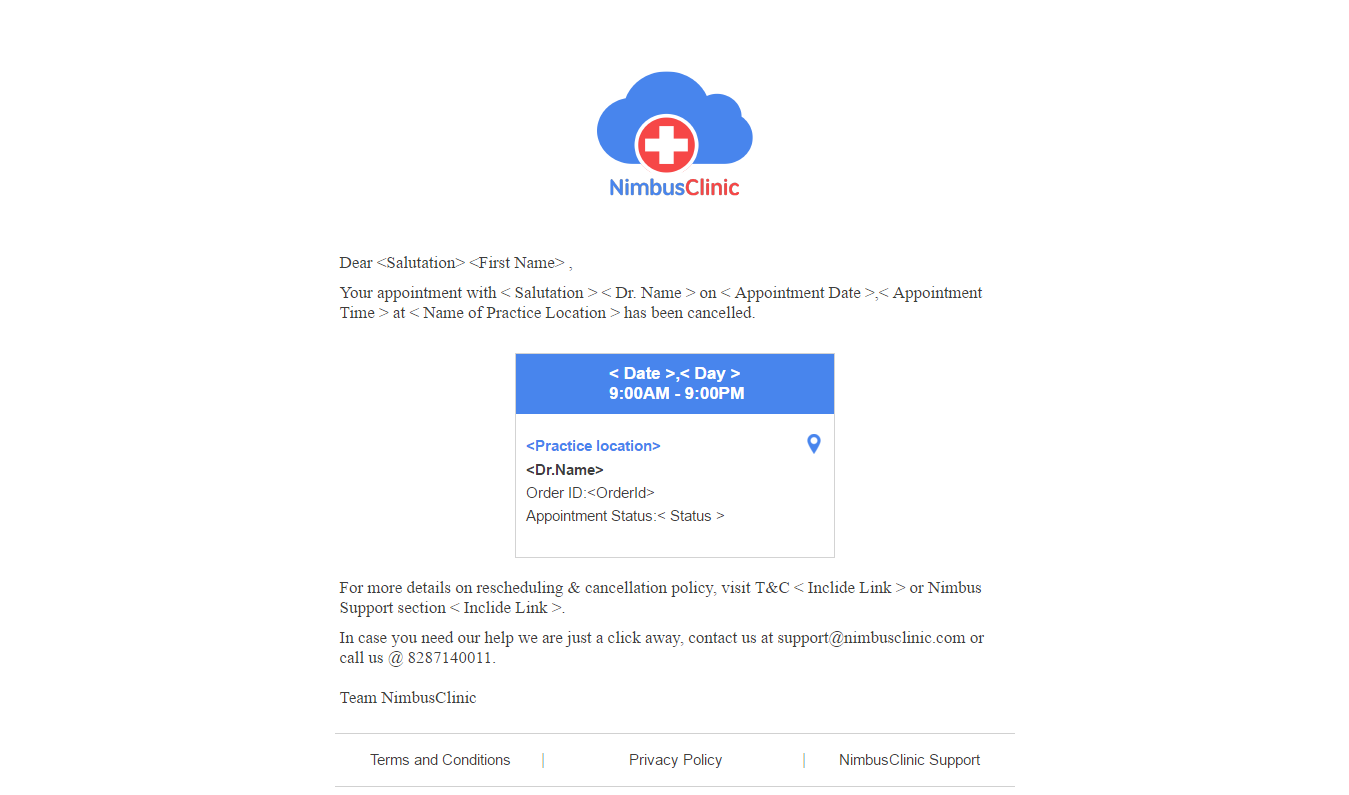 NimbusClinic
Dear <Salutation> <First Name> ,
Your appointment with < Salutation > < Dr. Name > on < Appointment Date >,< Appointment
Time > at < Name of Practice Location > has been cancelled.
< Date >,< Day >
9:00AM - 9:00PM
<Practice location>
<Dr.Name>
Order ID:<OrderId>
Appointment Status:< Status >
For more details on rescheduling & cancellation policy, visit T&C < Inclide Link > or Nimbus
Support section < Inclide Link >.
In case you need our help we are just a click away, contact us at support@nimbusclinic.com or
call us @ 8287140011.
Team NimbusClinic
Terms and Conditions | Privacy Policy | NimbusClinic Support